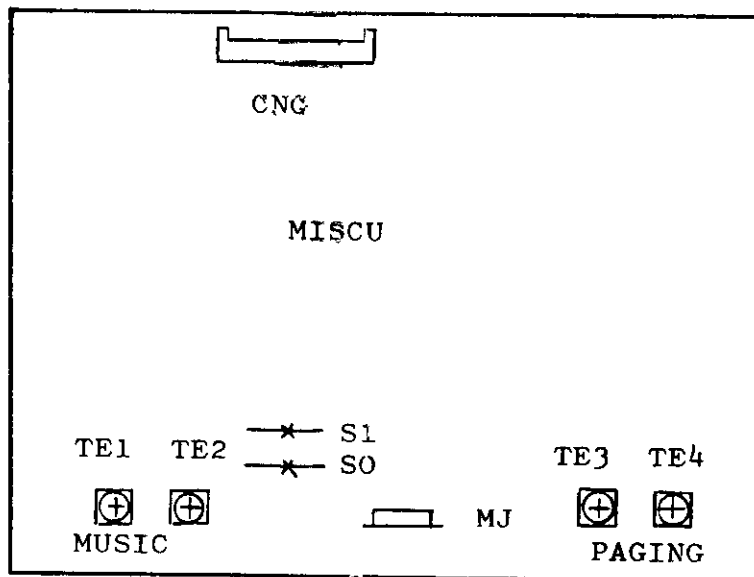 CNG
MISCU
S1
TE1 TE2
SO
TE3 TE4
MJ
MUSIC
PAGING